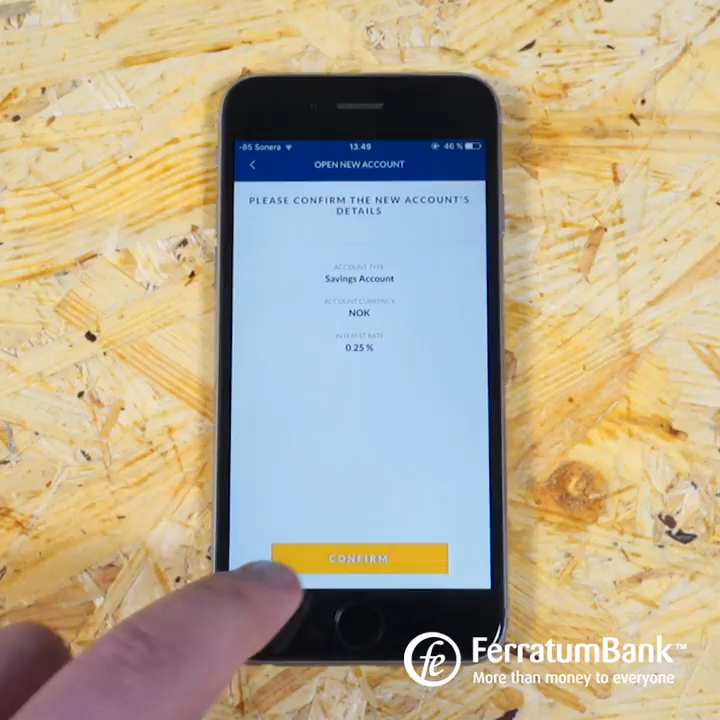 -85 Sonera 13.49 46 %
OPEN NEW ACCOUNT
PLEASE CONFIRM THE NEW ACCOUNT'S
DETAILS
ACCOUNT TYPE
Savings Account
ACCOUNT CURRENCY
NOK
INTEREST RATE
0.25 %
CONFIRM
fe FerratumBank™
More than money to everyone